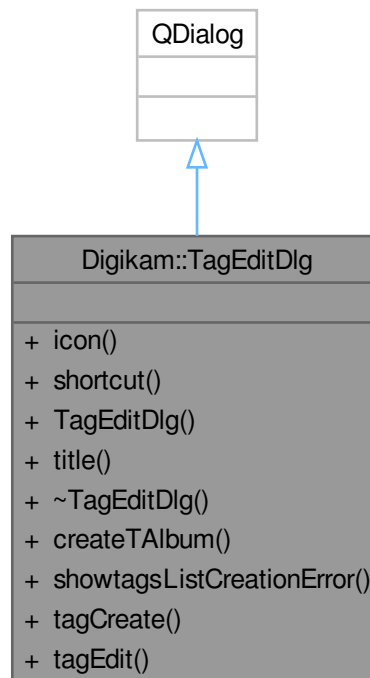 QDialog
Digikam::TagEditDlg
+ icon()
+ shortcut()
+ TagEditDlg()
+ title()
+ ~TagEditDlg()
+ createTAlbum()
+ showtagsListCreationError()
+ tagCreate()
+ tagEdit()